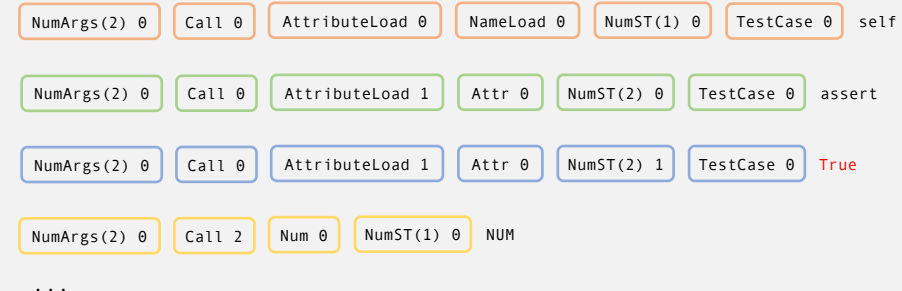 NumArgs(2) 0 Call 0 AttributeLoad 0 NameLoad 0 NumST(1) 0 TestCase 0 self
NumArgs(2) 0 Call 0 AttributeLoad 1 Attr 0 NumST(2) 0 TestCase 0 assert
NumArgs(2) 0 Call 0 AttributeLoad 1 Attr 0 NumST(2) 1 TestCase 0 True
NumArgs(2) 0 Call 2 Num 0 NumST(1) 0 NUM
...